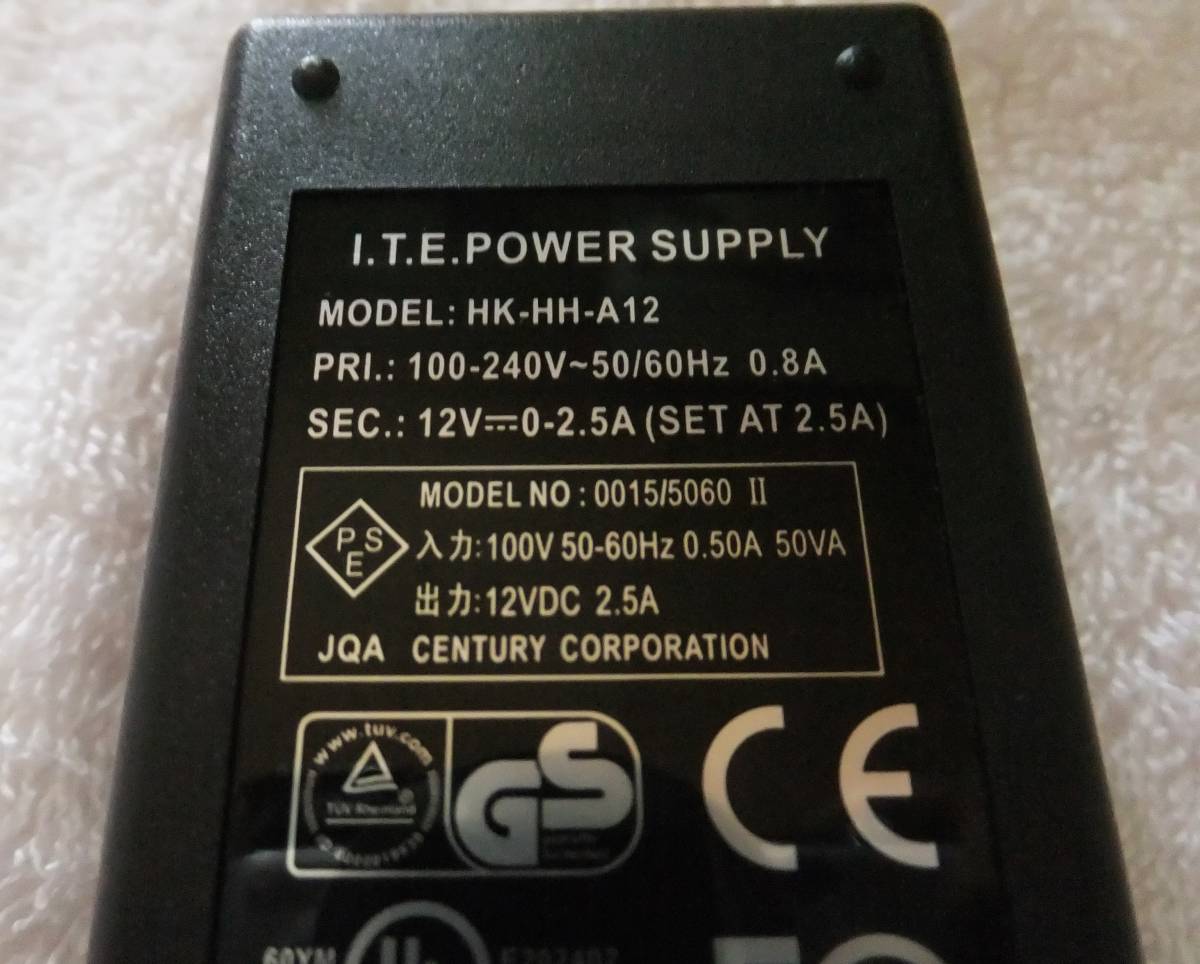 I.T.E.POWER SUPPLY
MODEL: HK-HH-A12
PRI.: 100-240V~50/60Hz 0.8A
SEC.: 12V⎓0-2.5A (SET AT 2.5A)
MODEL NO : 0015/5060 II
PSE
入力:100V 50-60Hz 0.50A 50VA
出力:12VDC 2.5A
JQA CENTURY CORPORATION
www.tuv.com
TÜV Rheinland
GS
CE
60YM